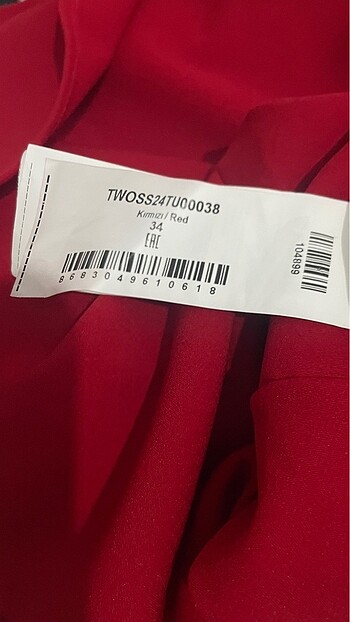 TWOSS24TU00038
Kırmızı / Red
34
EAC
8683049610618
104899